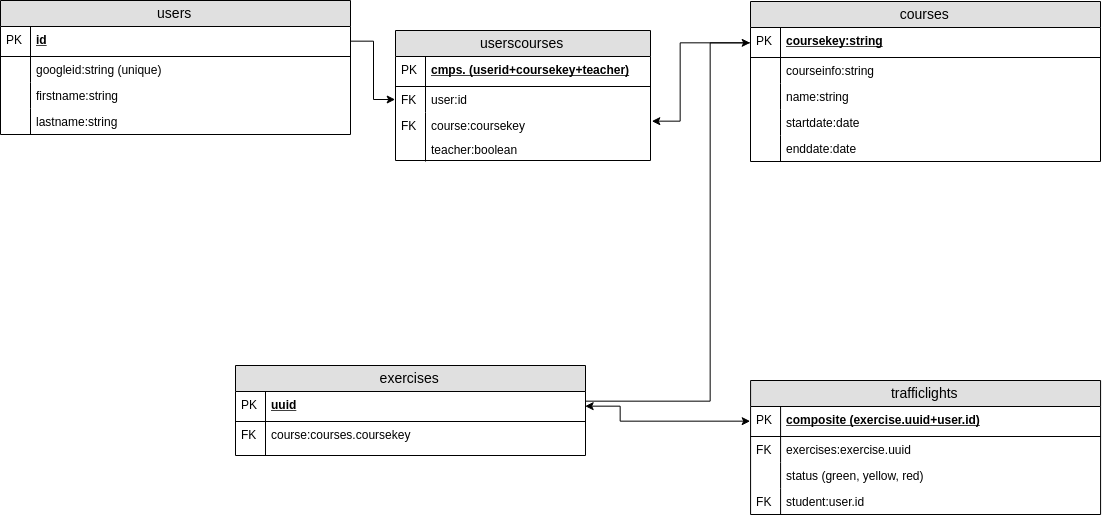 users
PK id
googleid:string (unique)
firstname:string
lastname:string
userscourses
PK cmps. (userid+coursekey+teacher)
FK user:id
FK course:coursekey
teacher:boolean
courses
PK coursekey:string
courseinfo:string
name:string
startdate:date
enddate:date
exercises
PK uuid
FK course:courses.coursekey
trafficlights
PK composite (exercise.uuid+user.id)
FK exercises:exercise.uuid
status (green, yellow, red)
FK student:user.id